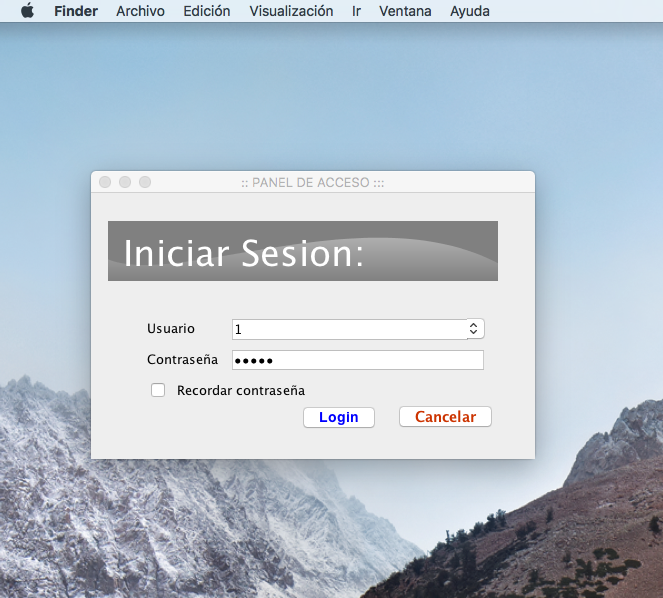 Finder Archivo Edición Visualización Ir Ventana Ayuda
:: PANEL DE ACCESO :::
Iniciar Sesion:
Usuario 1
Contraseña •••••
Recordar contraseña
Login Cancelar